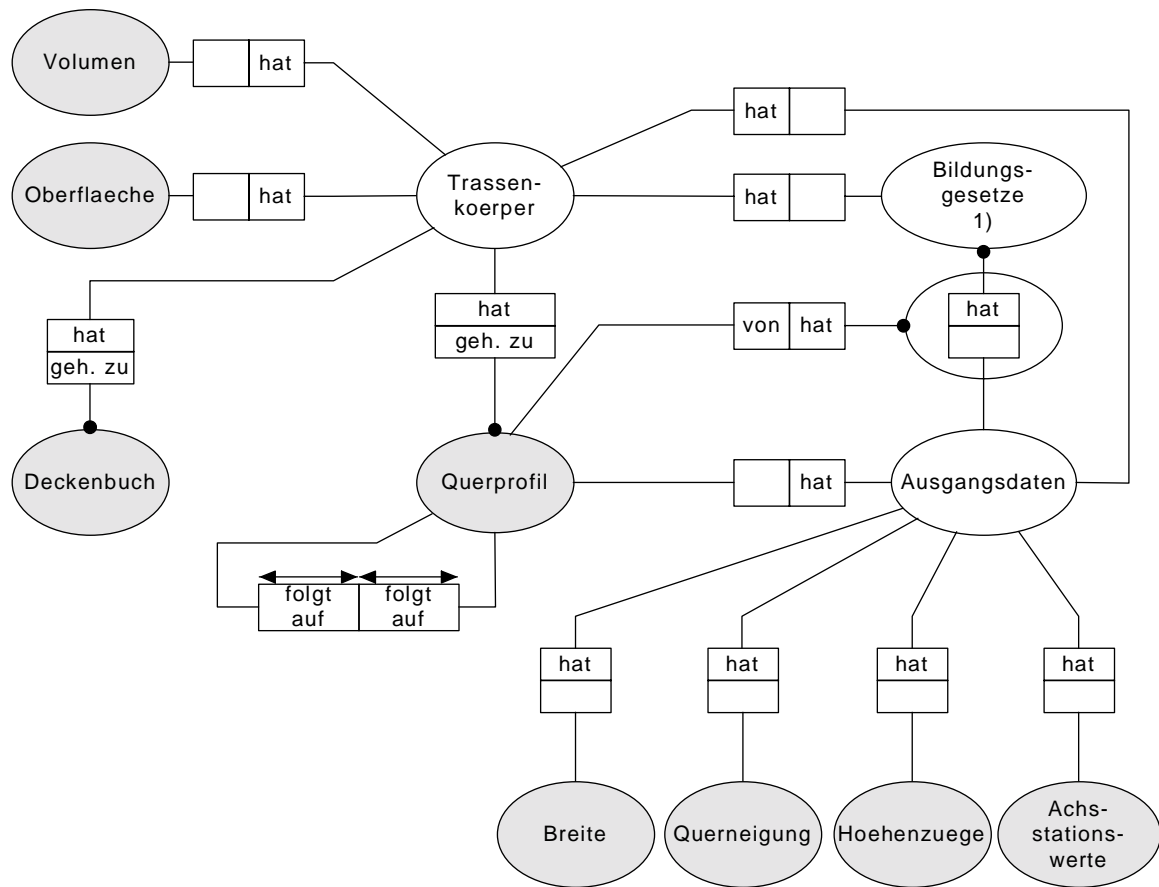 Volumen
hat
hat
Oberflaeche
hat
Trassen-
koerper
hat
Bildungs-
gesetze
1)
hat
geh. zu
hat
geh. zu
von hat
hat
Deckenbuch
Querprofil
hat
Ausgangsdaten
folgt
auf
folgt
auf
hat
hat
hat
hat
Breite
Querneigung
Hoehenzuege
Achs-
stations-
werte